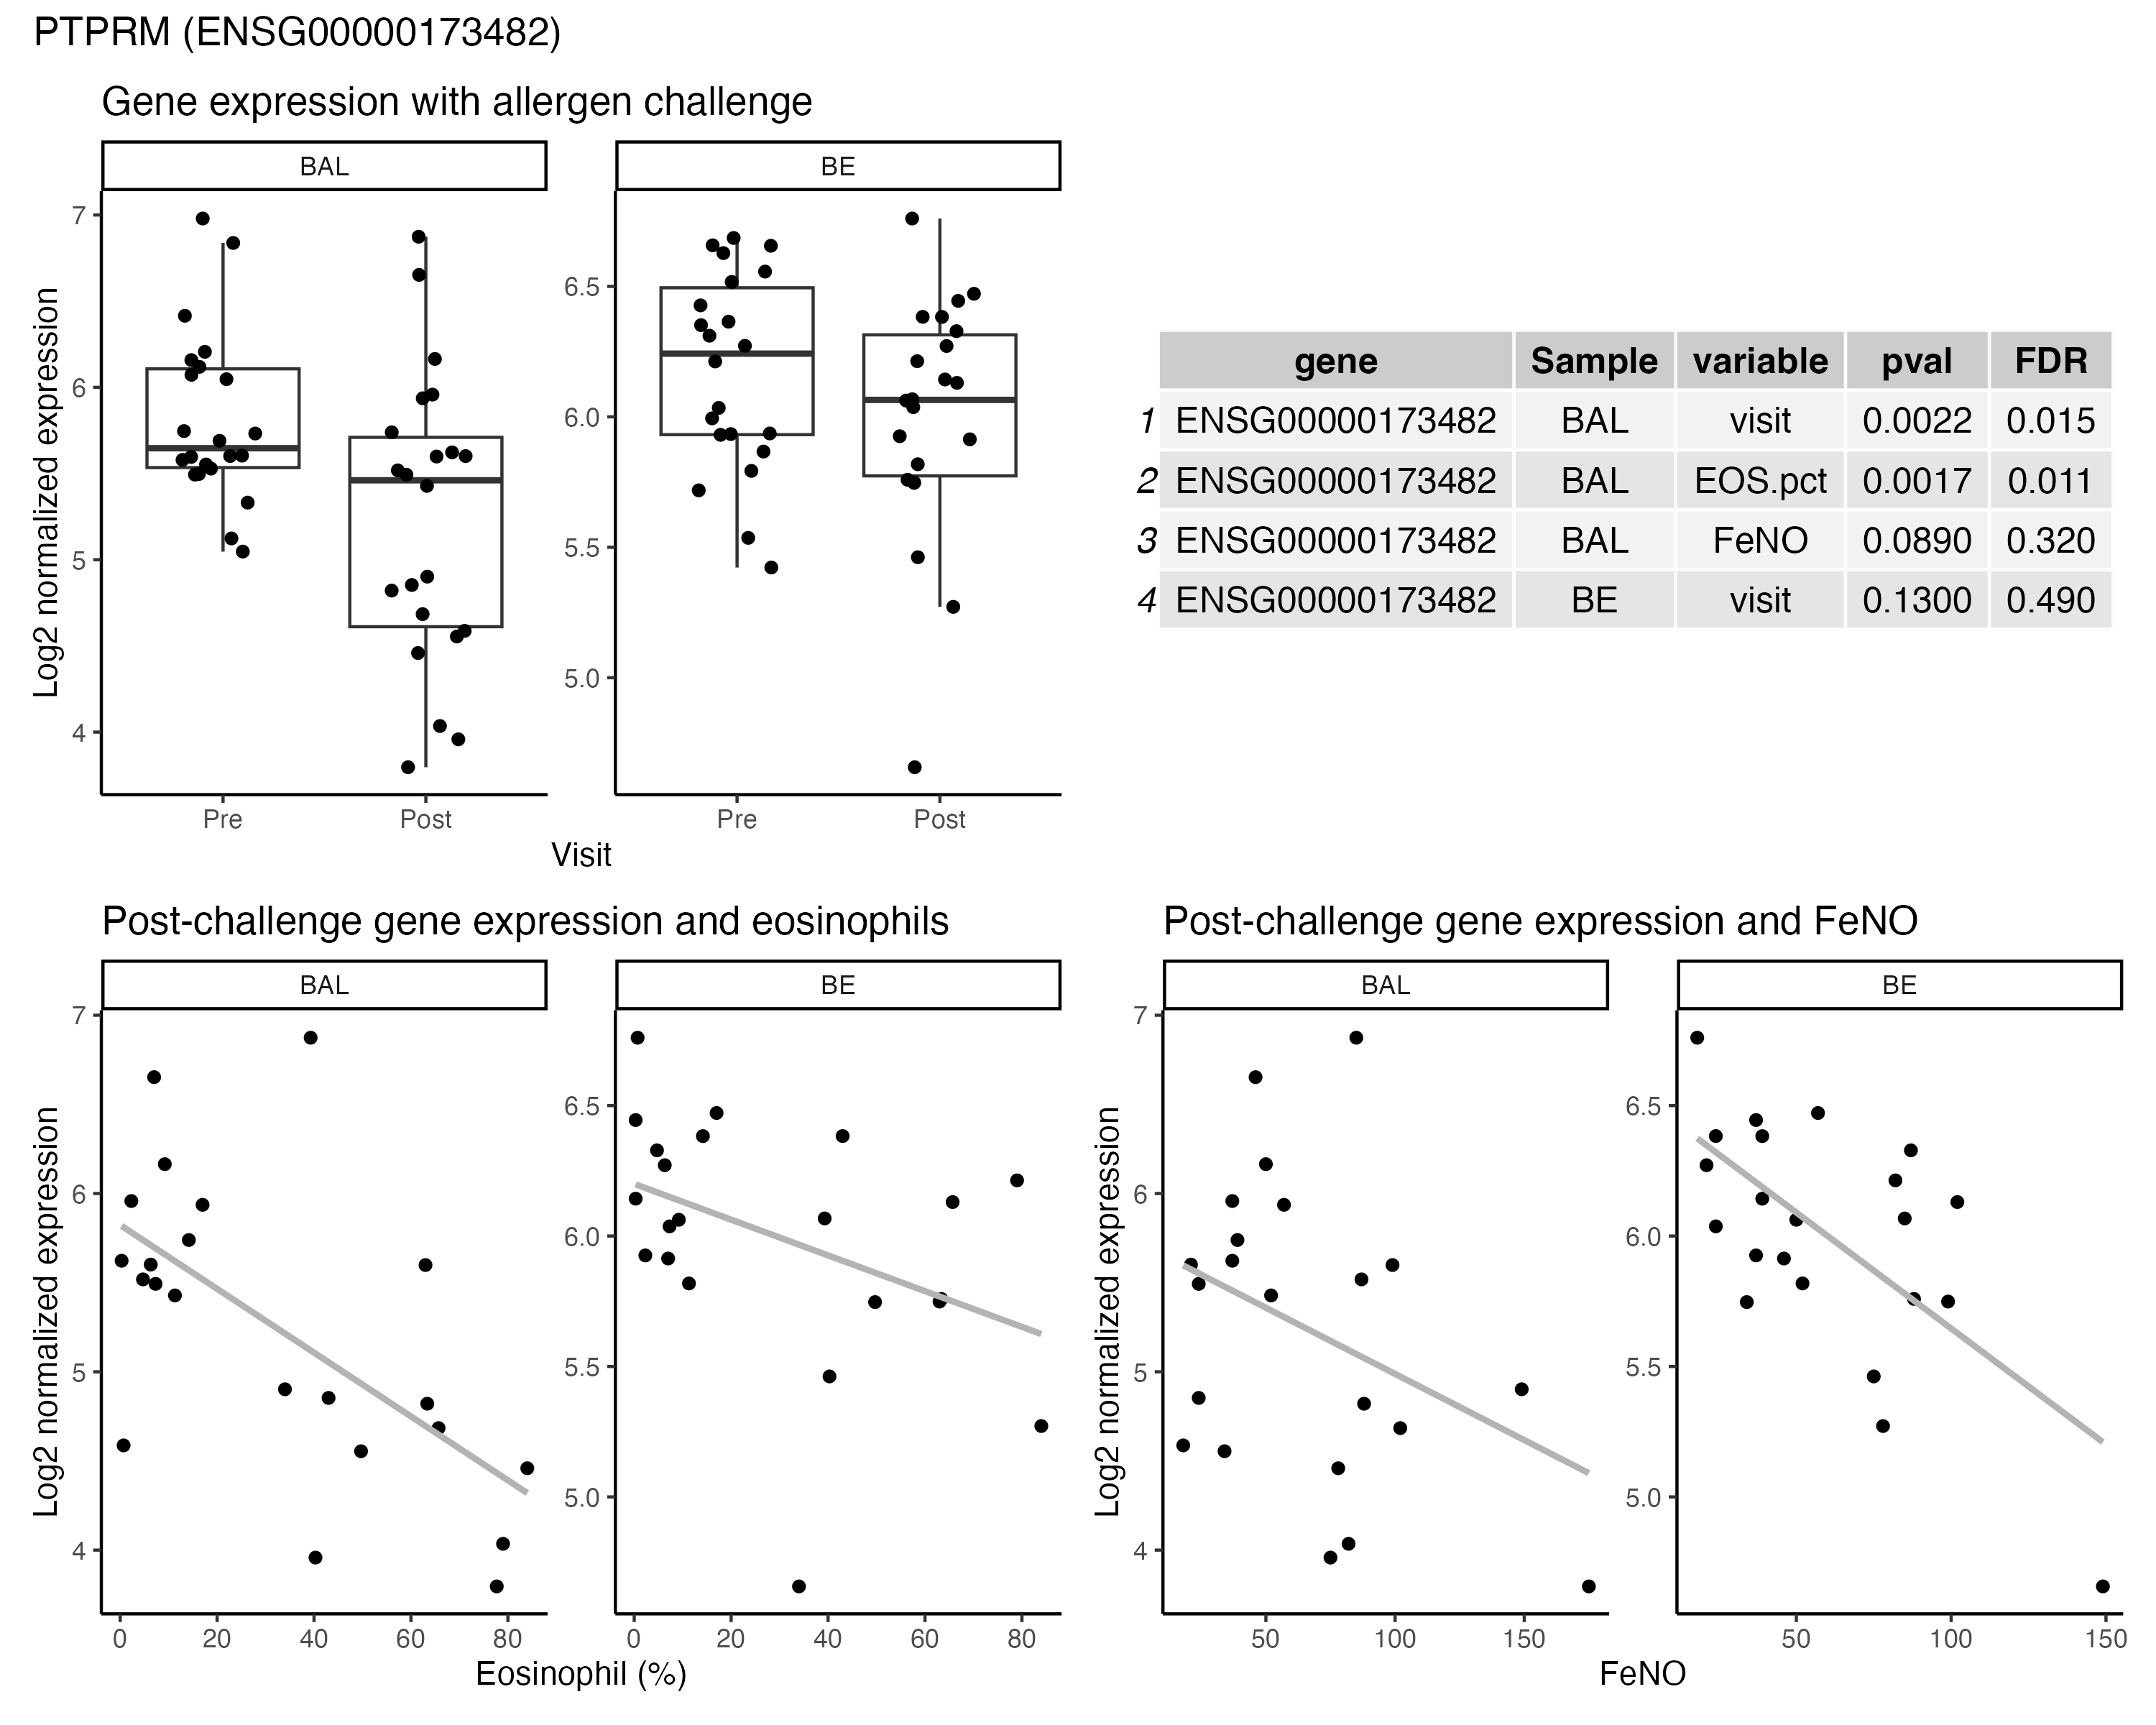 PTPRM (ENSG00000173482)
Gene expression with allergen challenge
BAL BE
Log2 normalized expression
7
6
5
4
6.5
6.0
5.5
5.0
Pre Post Pre Post
Visit
gene Sample variable pval FDR
1 ENSG00000173482 BAL visit 0.0022 0.015
2 ENSG00000173482 BAL EOS.pct 0.0017 0.011
3 ENSG00000173482 BAL FeNO 0.0890 0.320
4 ENSG00000173482 BE visit 0.1300 0.490
Post-challenge gene expression and eosinophils
BAL BE
Log2 normalized expression
7
6
5
4
6.5
6.0
5.5
5.0
0 20 40 60 80 0 20 40 60 80
Eosinophil (%)
Post-challenge gene expression and FeNO
BAL BE
Log2 normalized expression
7
6
5
4
6.5
6.0
5.5
5.0
50 100 150 50 100 150
FeNO